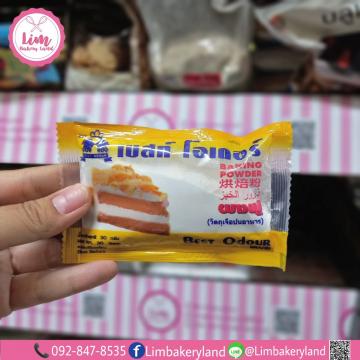 Lim
Bakery Land
เบสท์ โอเดอร์
BAKING
POWDER
烘焙粉
ผงฟู
(วัตถุเจือปนอาหาร)
BEST ODOUR
092-847-8535
Limbakeryland
@Limbakeryland
Limbakeryland